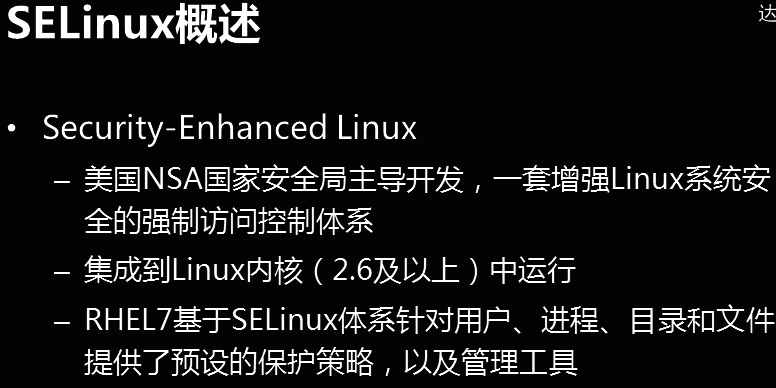 SELinux概述
达
• Security-Enhanced Linux
– 美国NSA国家安全局主导开发，一套增强Linux系统安
全的强制访问控制体系
– 集成到Linux内核（2.6及以上）中运行
– RHEL7基于SELinux体系针对用户、进程、目录和文件
提供了预设的保护策略，以及管理工具